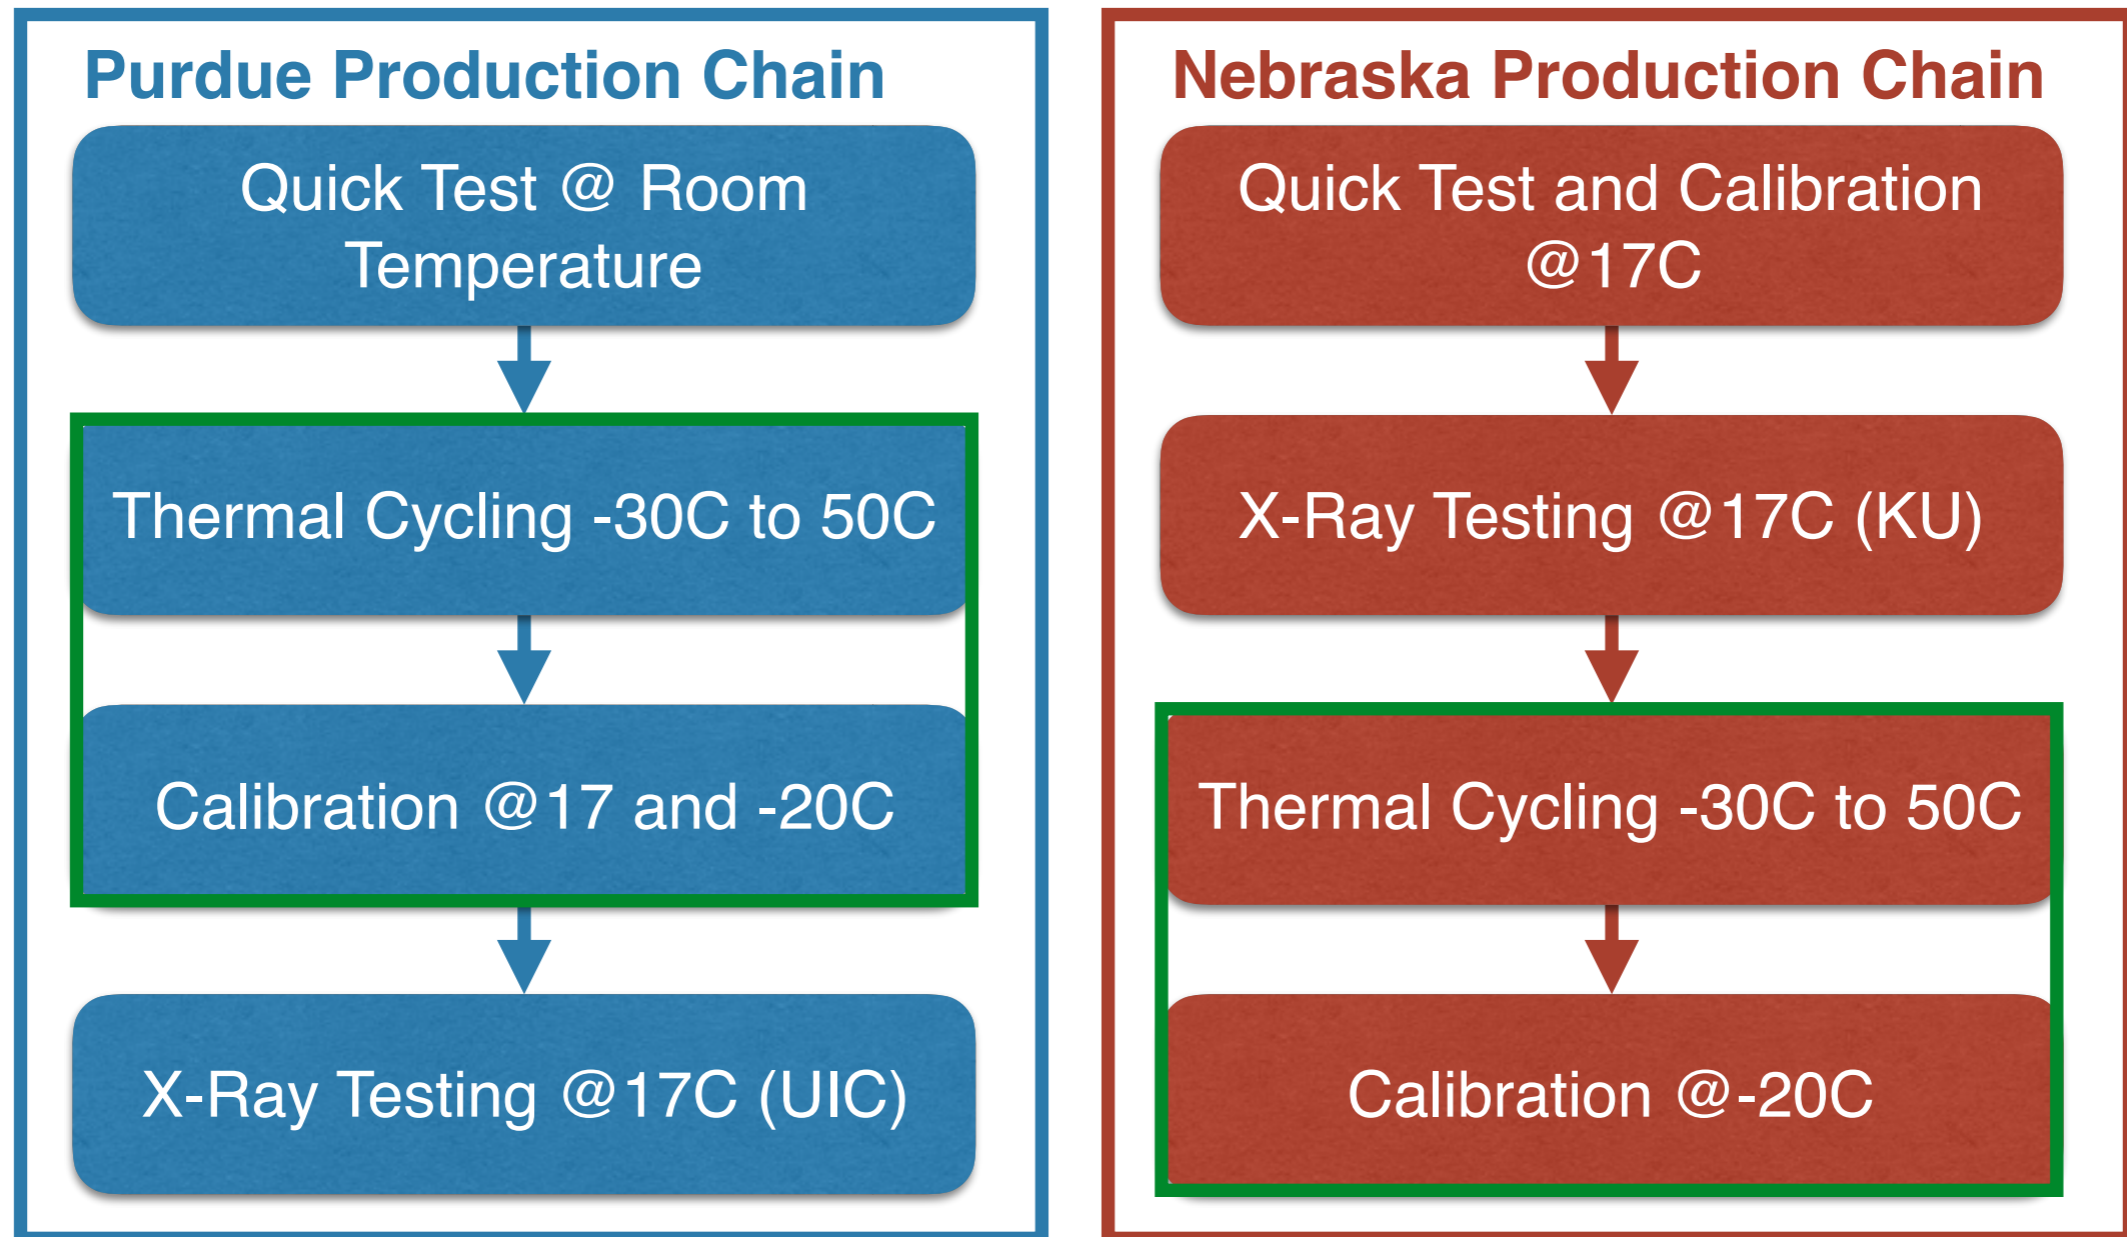 Purdue Production Chain
Quick Test @ Room
Temperature
Thermal Cycling -30C to 50C
Calibration @17 and -20C
X-Ray Testing @17C (UIC)
Nebraska Production Chain
Quick Test and Calibration
@17C
X-Ray Testing @17C (KU)
Thermal Cycling -30C to 50C
Calibration @-20C